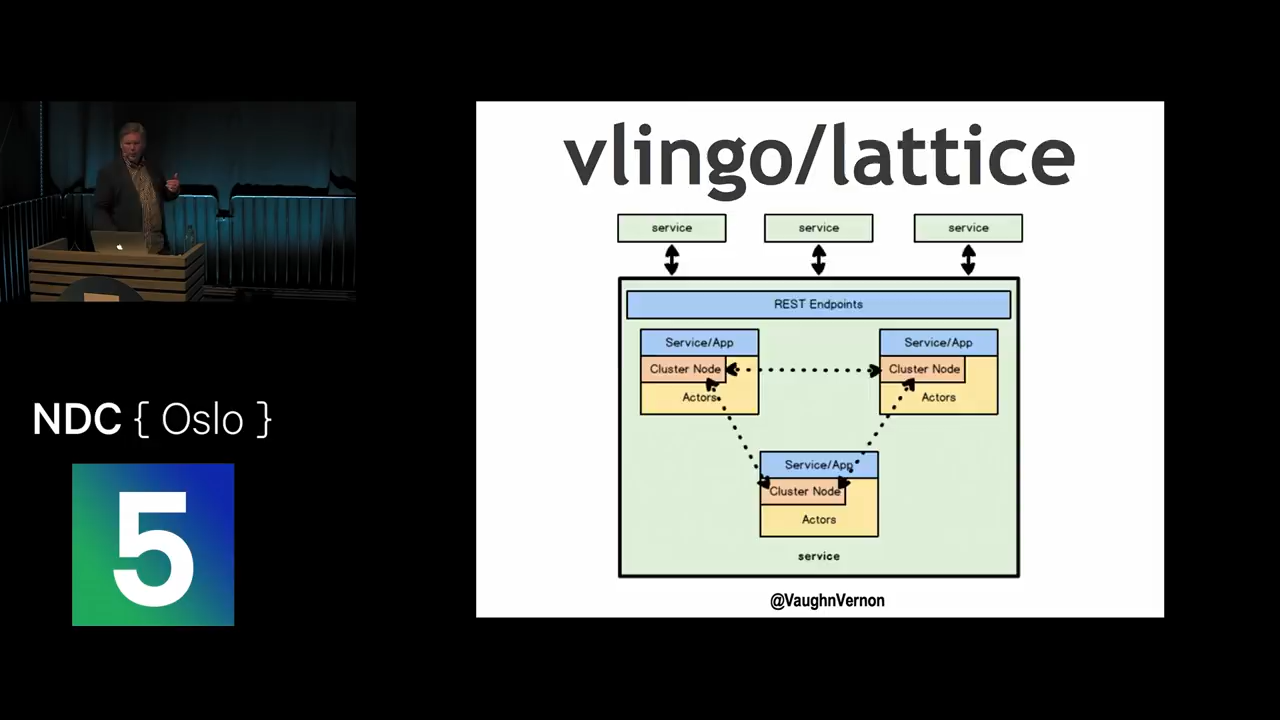 vlingo/lattice
service service service
REST Endpoints
Service/App Service/App
Cluster Node Cluster Node
Actors Actors
Service/App
Cluster Node
Actors
service
@VaughnVernon
NDC { Oslo }
5